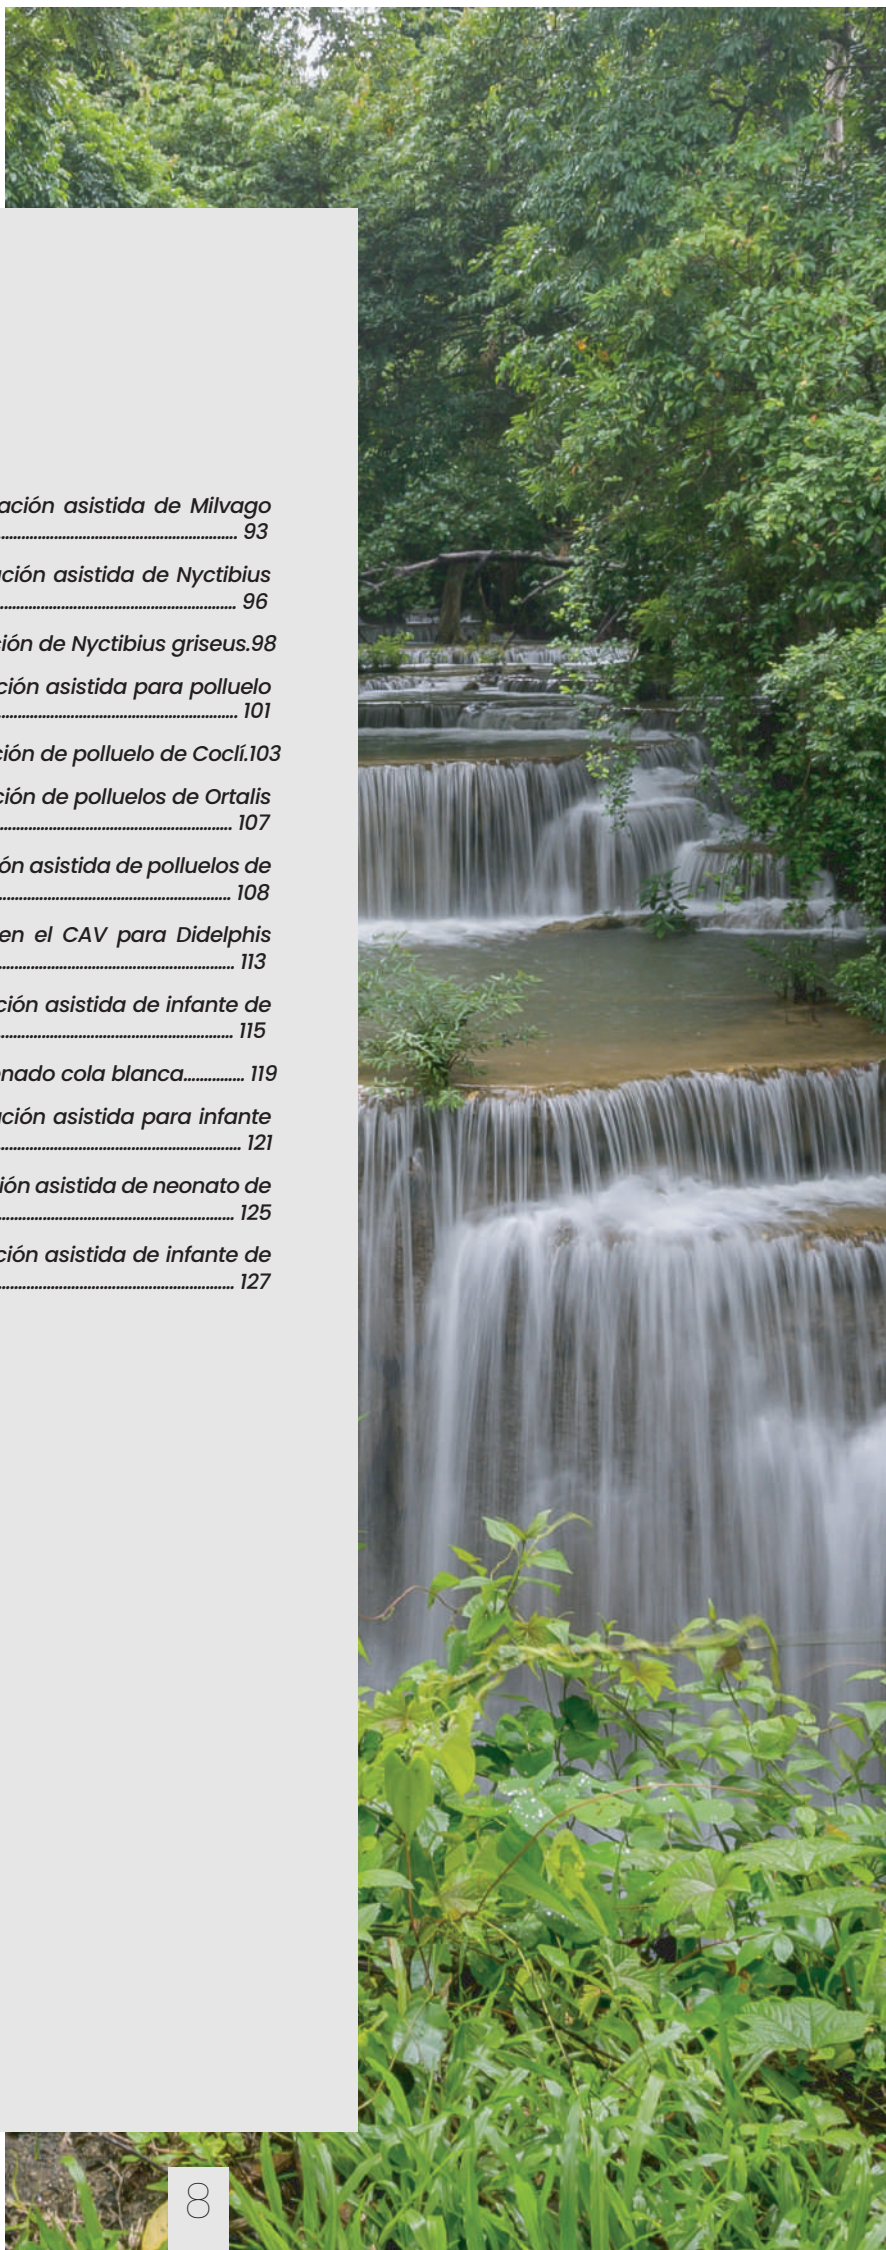 ación asistida de Milvago
........................................................................ 93
ación asistida de Nyctibius
........................................................................ 96
ción de Nyctibius griseus.98
ción asistida para polluelo
........................................................................ 101
ción de polluelo de Coclí.103
ción de polluelos de Ortalis
........................................................................ 107
ón asistida de polluelos de
........................................................................ 108
en el CAV para Didelphis
........................................................................ 113
ción asistida de infante de
........................................................................ 115
nado cola blanca............... 119
ación asistida para infante
........................................................................ 121
ión asistida de neonato de
........................................................................ 125
ción asistida de infante de
........................................................................ 127
8